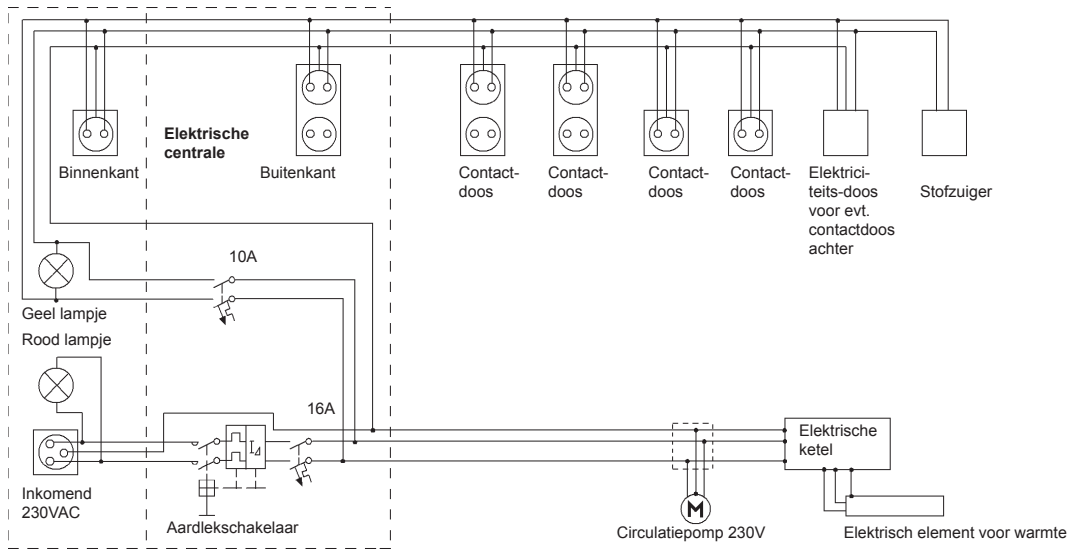 Elektrische
centrale
Binnenkant
Buitenkant
Contact-
doos
Contact-
doos
Contact-
doos
Contact-
doos
Elektrici-
teits-doos
voor evt.
contactdoos
achter
Stofzuiger
10A
Geel lampje
Rood lampje
16A
I△
Elektrische
ketel
Inkomend
230VAC
Aardlekschakelaar
M
Circulatiepomp 230V
Elektrisch element voor warmte